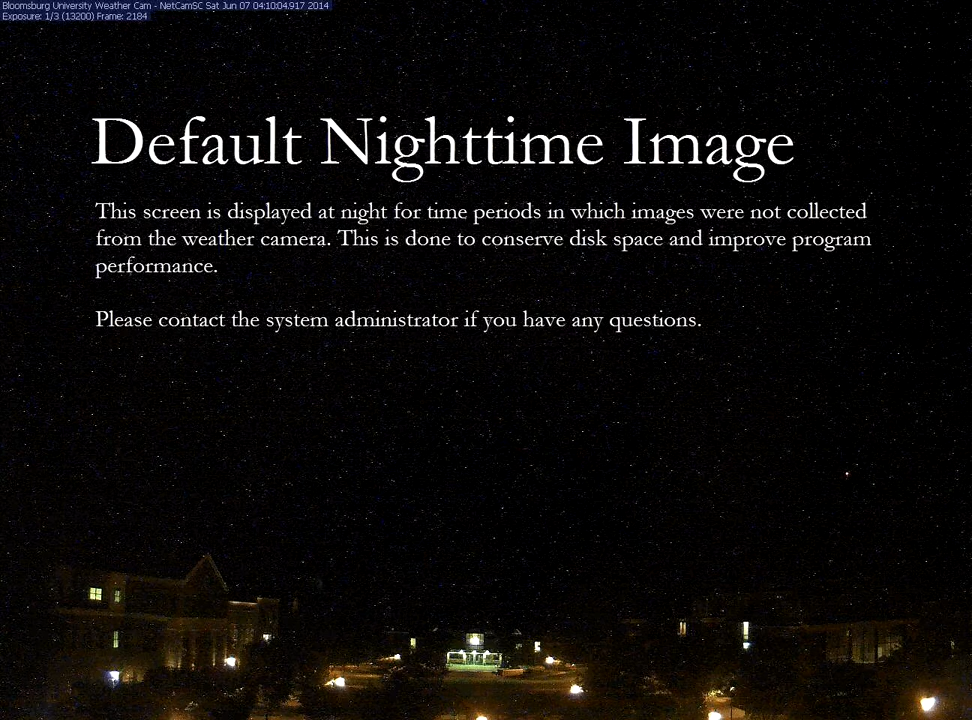 Bloomsburg University Weather Cam - NetCamSC Sat Jun 07 04:10:04.917 2014
Exposure: 1/3 (13200) Frame: 2184
Default Nighttime Image
This screen is displayed at night for time periods in which images were not collected
from the weather camera. This is done to conserve disk space and improve program
performance.
Please contact the system administrator if you have any questions.